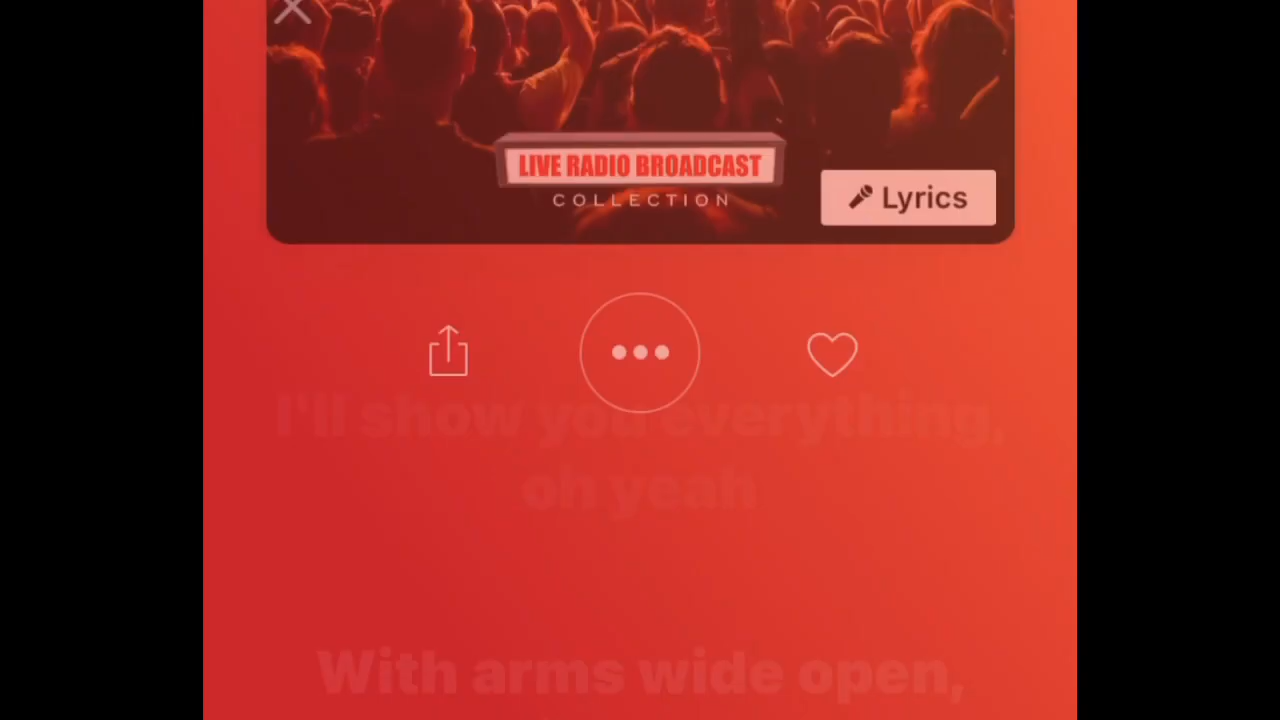 LIVE RADIO BROADCAST
COLLECTION
Lyrics
I'll show you everything,
oh yeah
With arms wide open,